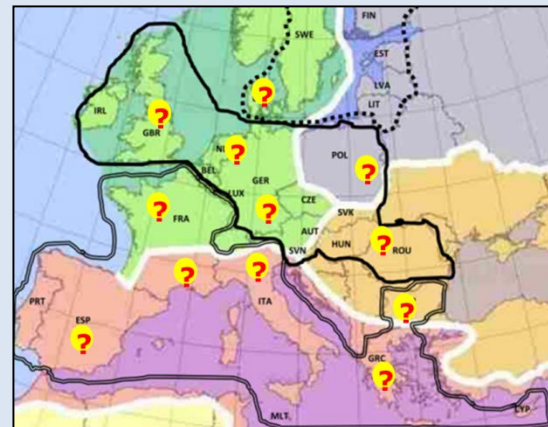 FIN
SWE
EST
LVA
LIT
IRL
?
?
GBR
?
POL
?
BEL
GER
LUX
CZE
?
FRA
?
SVK
AUT
HUN
?
ROU
SVN
?
?
ITA
PRT
ESP
?
?
GRC
?
MLT
CYP